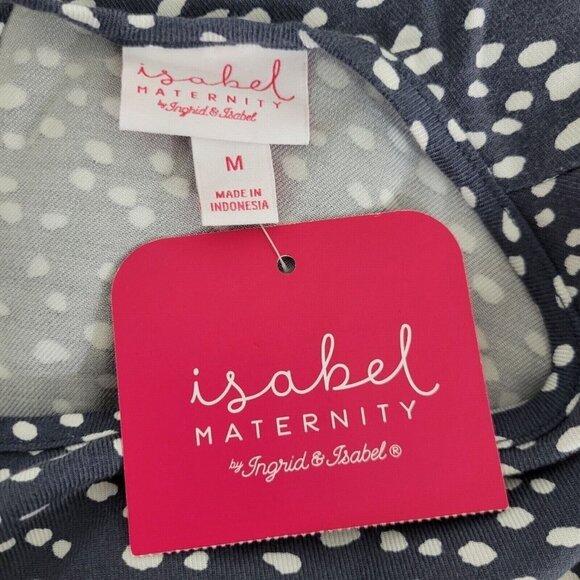 isabel
MATERNITY
by Ingrid & Isabel
M
MADE IN
INDONESIA
isabel
MATERNITY
by Ingrid & Isabel®